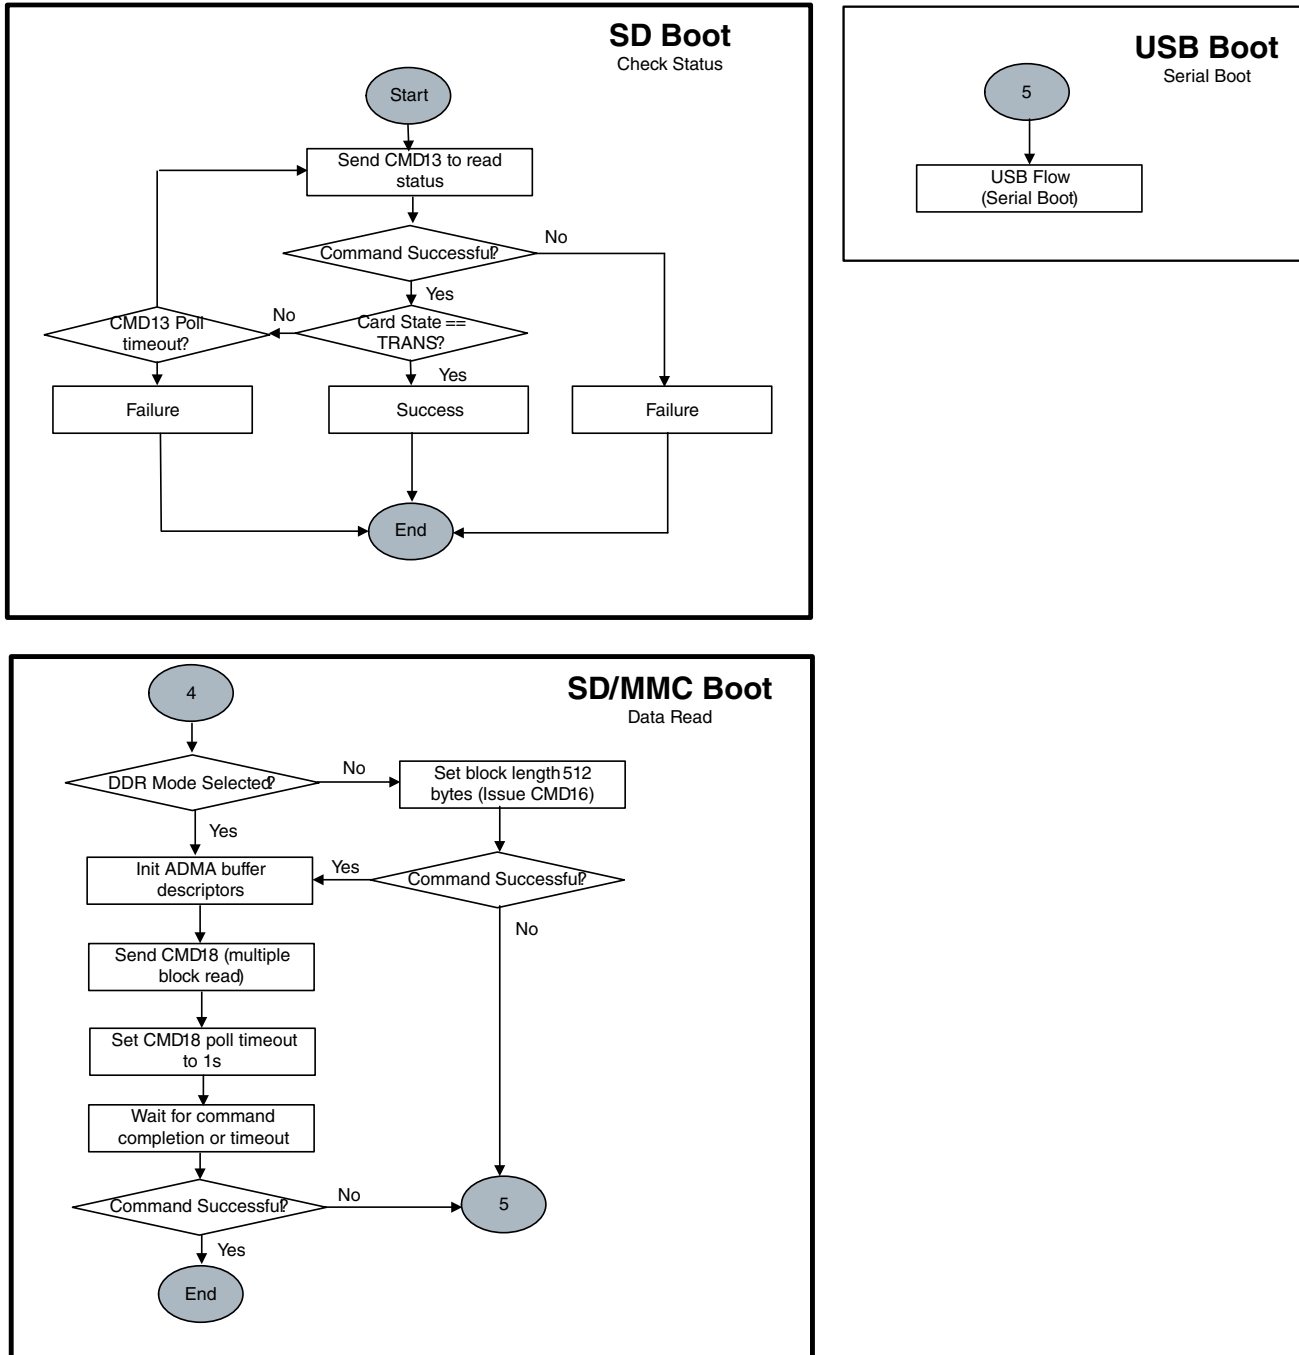 SD Boot
Check Status
Start
Send CMD13 to read
status
Command Successful?
No
Yes
Card State ==
TRANS?
No
CMD13 Poll
timeout?
Yes
Failure
Success
Failure
End
USB Boot
Serial Boot
5
USB Flow
(Serial Boot)
SD/MMC Boot
Data Read
4
DDR Mode Selected?
No
Set block length 512
bytes (Issue CMD16)
Yes
Init ADMA buffer
descriptors
Yes
Command Successful?
No
Send CMD18 (multiple
block read)
Set CMD18 poll timeout
to 1s
Wait for command
completion or timeout
Command Successful?
No
5
Yes
End